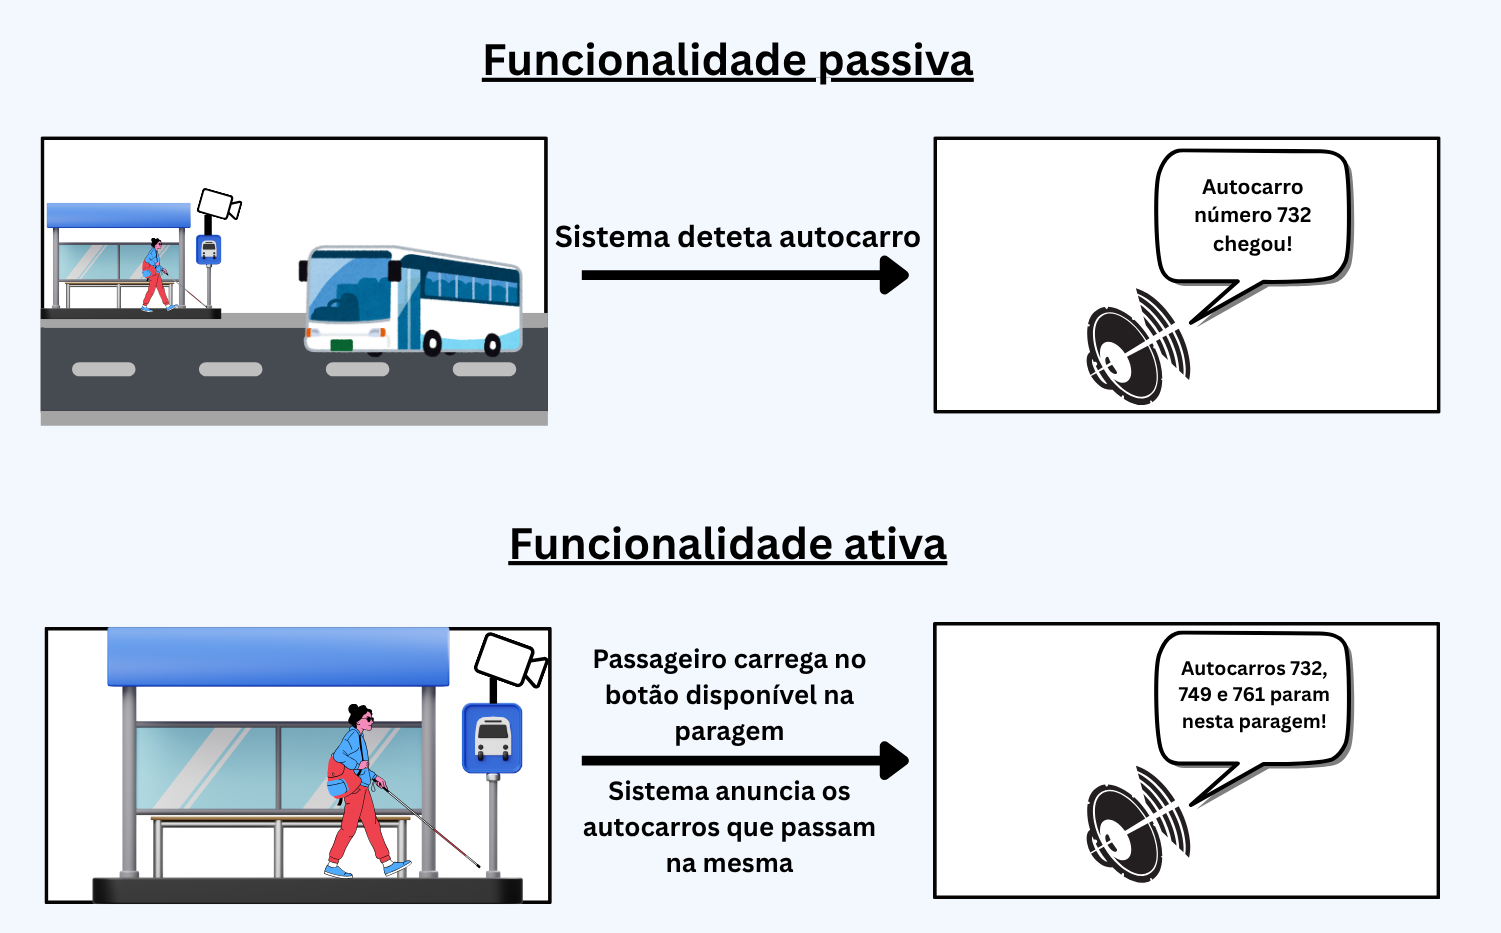 Funcionalidade passiva
Sistema deteta autocarro
Autocarro
número 732
chegou!
Funcionalidade ativa
Passageiro carrega no
botão disponível na
paragem
Sistema anuncia os
autocarros que passam
na mesma
Autocarros 732,
749 e 761 param
nesta paragem!